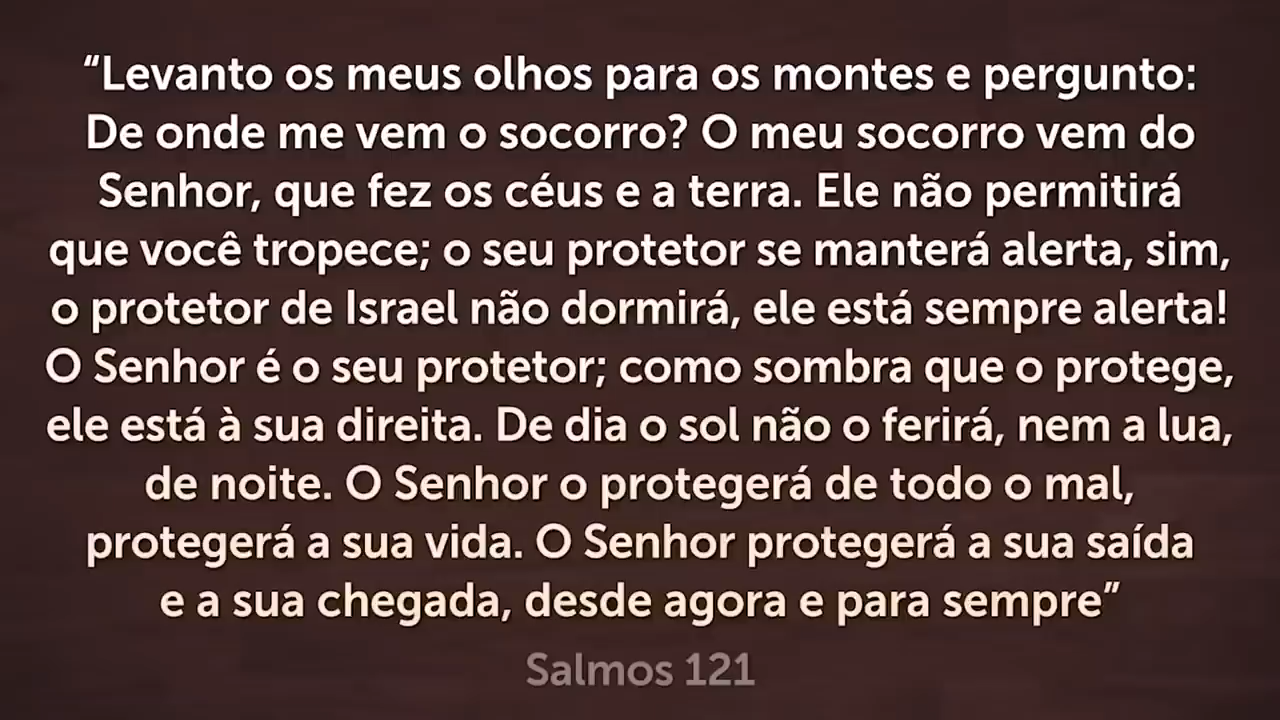 “Levanto os meus olhos para os montes e pergunto:
De onde me vem o socorro? O meu socorro vem do
Senhor, que fez os céus e a terra. Ele não permitirá
que você tropece; o seu protetor se manterá alerta, sim,
o protetor de Israel não dormirá, ele está sempre alerta!
O Senhor é o seu protetor; como sombra que o protege,
ele está à sua direita. De dia o sol não o ferirá, nem a lua,
de noite. O Senhor o protegerá de todo o mal,
protegerá a sua vida. O Senhor protegerá a sua saída
e a sua chegada, desde agora e para sempre”
Salmos 121